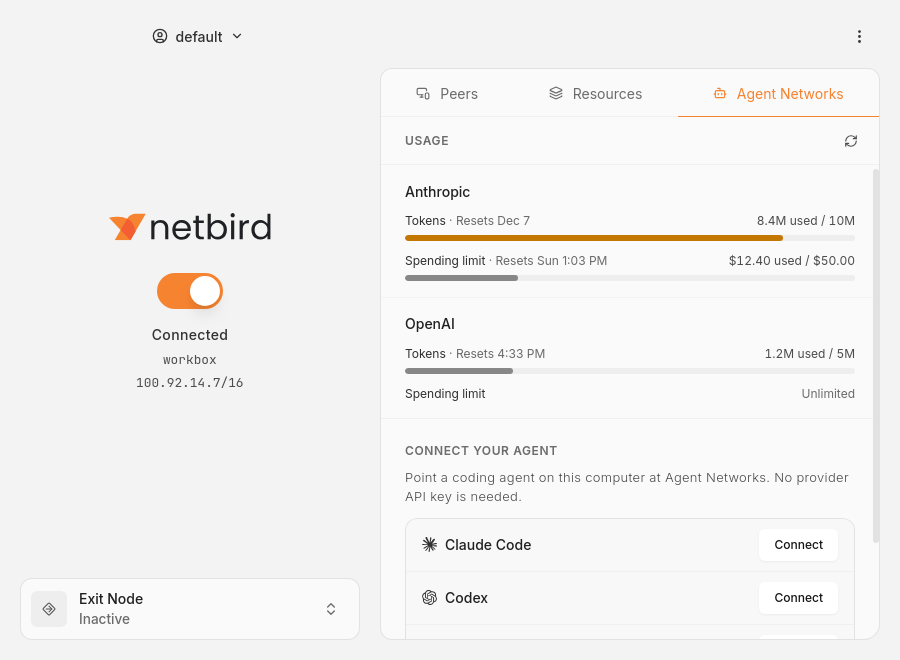 default
Peers
Resources
Agent Networks
USAGE
Anthropic
Tokens · Resets Dec 7
8.4M used / 10M
Spending limit · Resets Sun 1:03 PM
$12.40 used / $50.00
OpenAI
Tokens · Resets 4:33 PM
1.2M used / 5M
Spending limit
Unlimited
CONNECT YOUR AGENT
Point a coding agent on this computer at Agent Networks. No provider
API key is needed.
Claude Code
Connect
Codex
Connect
netbird
Connected
workbox
100.92.14.7/16
Exit Node
Inactive